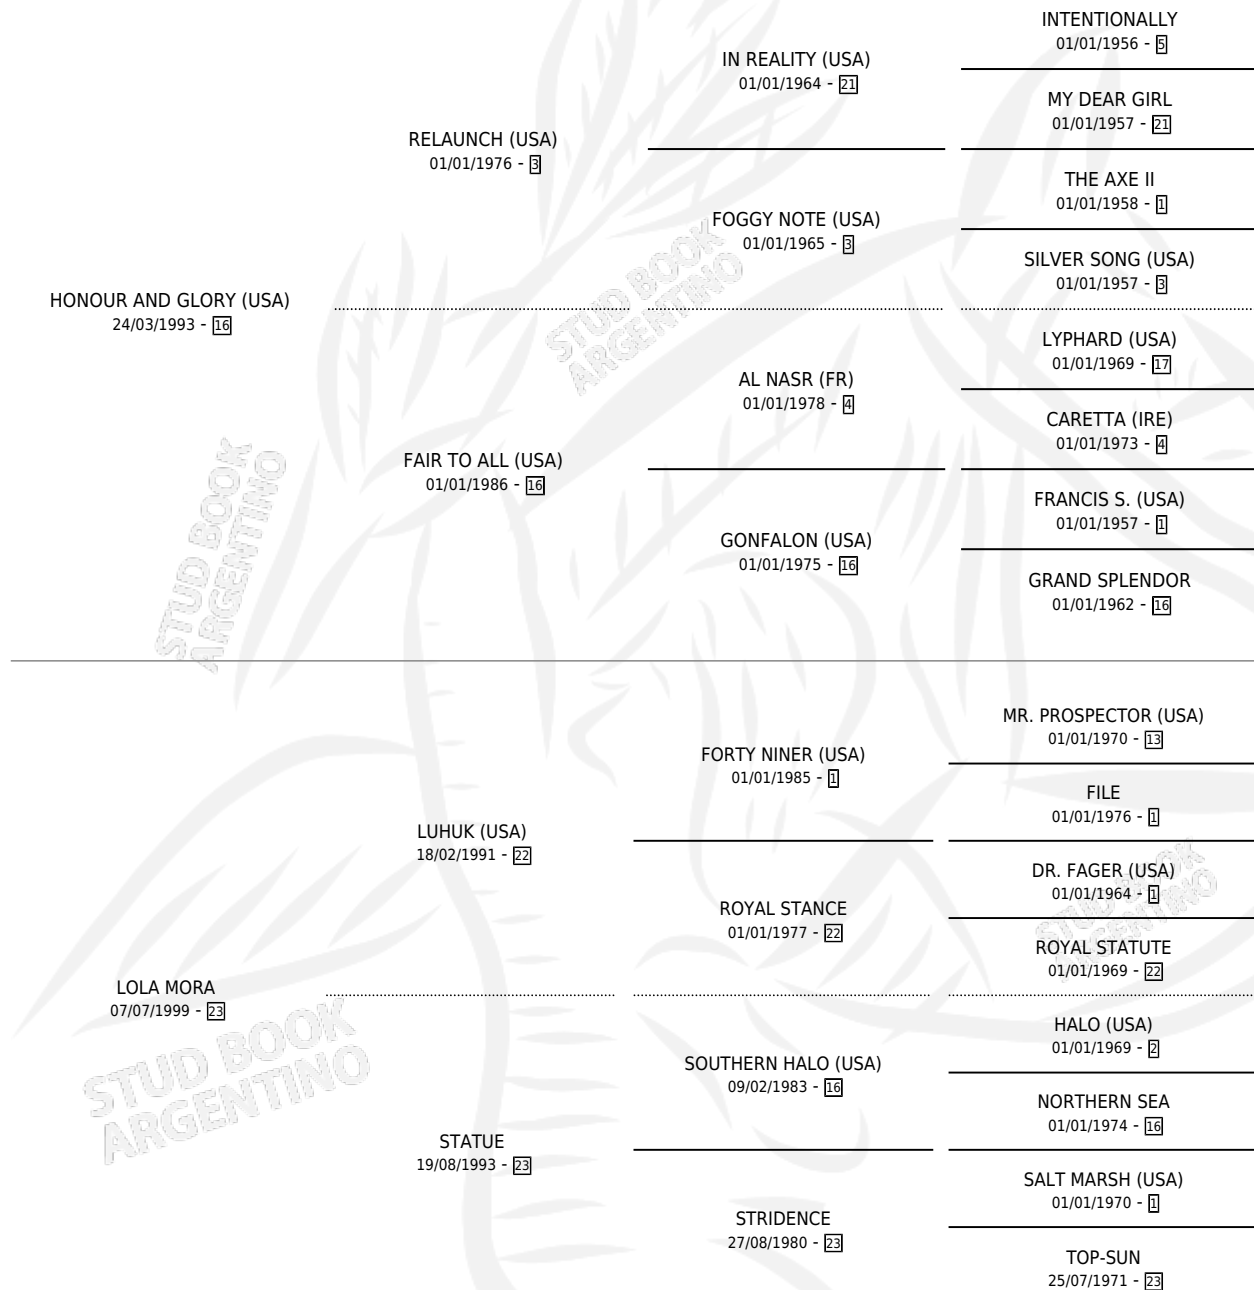 INTENTIONALLY
01/01/1956 - 5
IN REALITY (USA)
01/01/1964 - 21
MY DEAR GIRL
01/01/1957 - 21
RELAUNCH (USA)
01/01/1976 - 3
THE AXE II
01/01/1958 - 1
FOGGY NOTE (USA)
01/01/1965 - 3
SILVER SONG (USA)
01/01/1957 - 3
HONOUR AND GLORY (USA)
24/03/1993 - 16
LYPHARD (USA)
01/01/1969 - 17
AL NASR (FR)
01/01/1978 - 4
CARETTA (IRE)
01/01/1973 - 4
FAIR TO ALL (USA)
01/01/1986 - 16
FRANCIS S. (USA)
01/01/1957 - 1
GONFALON (USA)
01/01/1975 - 16
GRAND SPLENDOR
01/01/1962 - 16
MR. PROSPECTOR (USA)
01/01/1970 - 13
FORTY NINER (USA)
01/01/1985 - 1
FILE
01/01/1976 - 1
LUHUK (USA)
18/02/1991 - 22
DR. FAGER (USA)
01/01/1964 - 1
ROYAL STANCE
01/01/1977 - 22
ROYAL STATUTE
01/01/1969 - 22
LOLA MORA
07/07/1999 - 23
HALO (USA)
01/01/1969 - 2
SOUTHERN HALO (USA)
09/02/1983 - 16
NORTHERN SEA
01/01/1974 - 16
STATUE
19/08/1993 - 23
SALT MARSH (USA)
01/01/1970 - 1
STRIDENCE
27/08/1980 - 23
TOP-SUN
25/07/1971 - 23
STUD BOOK
ARGENTINO
STUD BOOK
ARGENTINO
STUD BOOK
ARGENTINO
STUD BOOK
ARGENTINO